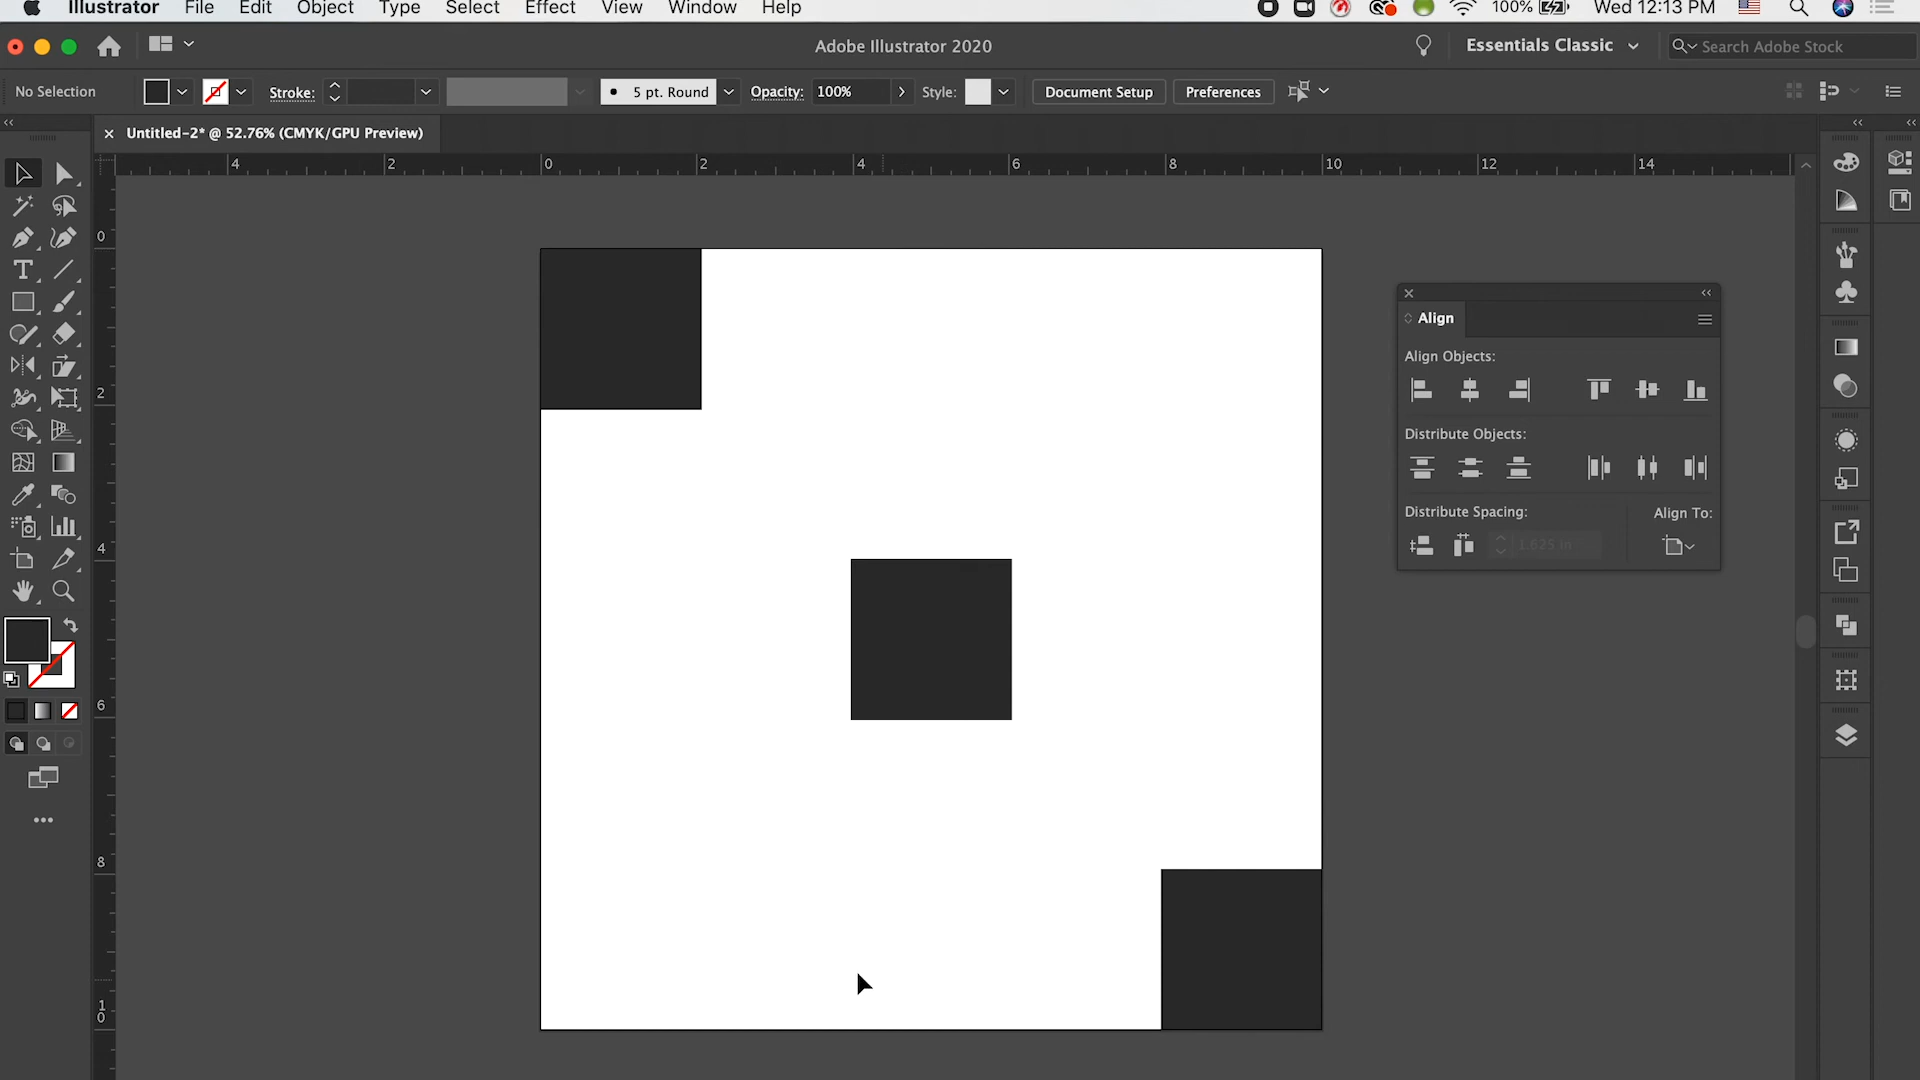 Illustrator File Edit Object Type Select Effect View Window Help 100% Wed 12:13 PM
Adobe Illustrator 2020 Essentials Classic Search Adobe Stock
No Selection Stroke: 5 pt. Round Opacity: 100% Style: Document Setup Preferences
Untitled-2* @ 52.76% (CMYK/GPU Preview)
4 2 0 2 4 6 8 10 12 14
0
2
4
6
8
1
0
Align
Align Objects:
Distribute Objects:
Distribute Spacing: Align To:
1.625 in